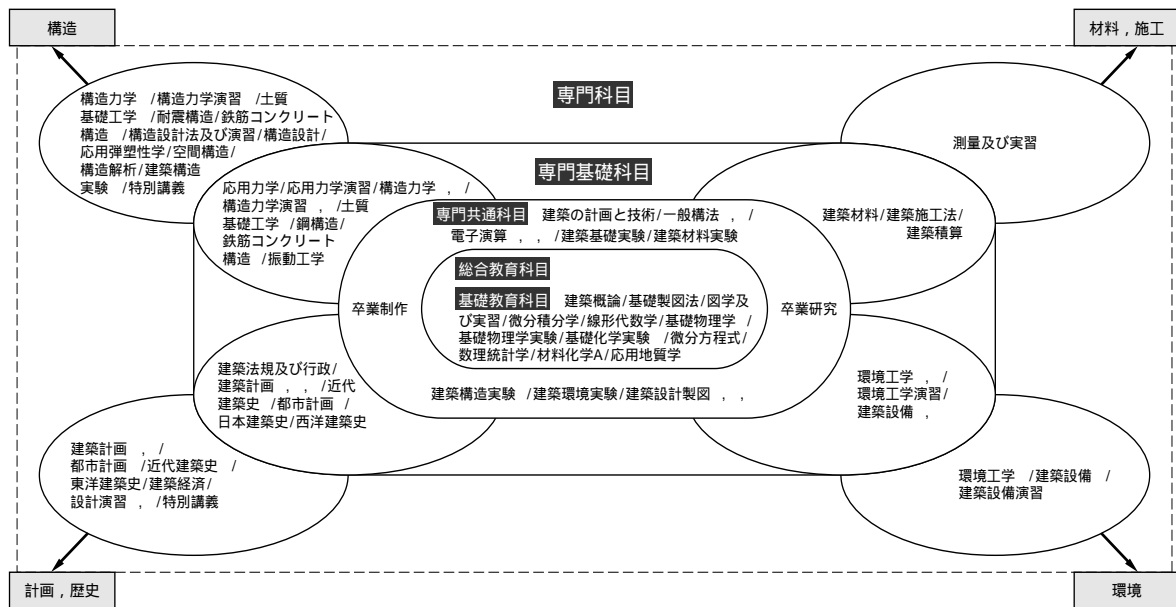 構造
材料，施工
専門科目
構造力学　/構造力学演習　/土質
基礎工学　/耐震構造/鉄筋コンクリート
構造　/構造設計法及び演習/構造設計/
応用弾塑性学/空間構造/
構造解析/建築構造
実験　/特別講義
測量及び実習
専門基礎科目
応用力学/応用力学演習/構造力学　，　/
構造力学演習　，　/土質
基礎工学　/鋼構造/
鉄筋コンクリート
構造　/振動工学
建築材料/建築施工法/
建築積算
専門共通科目　建築の計画と技術/一般構法　，　/
電子演算　，　，　/建築基礎実験/建築材料実験
総合教育科目
基礎教育科目　建築概論/基礎製図法/図学及
び実習/微分積分学/線形代数学/基礎物理学　/
基礎物理学実験/基礎化学実験　/微分方程式/
数理統計学/材料化学A/応用地質学
卒業制作
卒業研究
建築構造実験　/建築環境実験/建築設計製図　，　，
建築法規及び行政/
建築計画　，　，　/近代
建築史　/都市計画　/
日本建築史/西洋建築史
環境工学　，　/
環境工学演習/
建築設備　，
建築計画　，　/
都市計画　/近代建築史　/
東洋建築史/建築経済/
設計演習　，　/特別講義
環境工学　/建築設備　/
建築設備演習
計画，歴史
環境